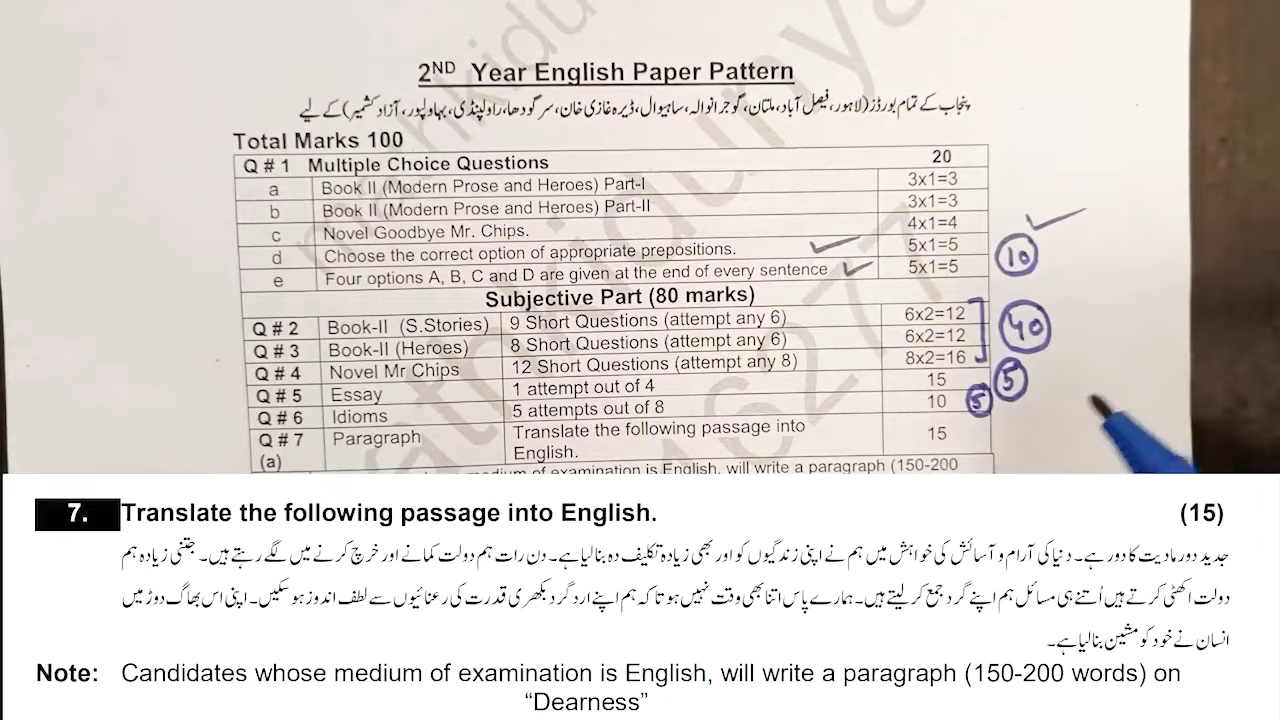 2ND Year English Paper Pattern
پنجاب کے تمام بورڈز(لاہور، فیصل آباد، ملتان، گوجرانوالہ، ساہیوال، ڈیرہ غازی خان، سرگودھا، راولپنڈی، بہاولپور، آزاد کشمیر) کے لیے
Total Marks 100
Q # 1 Multiple Choice Questions 20
a Book II (Modern Prose and Heroes) Part-I 3x1=3
b Book II (Modern Prose and Heroes) Part-II 3x1=3
c Novel Goodbye Mr. Chips. 4x1=4
d Choose the correct option of appropriate prepositions. 5x1=5
e Four options A, B, C and D are given at the end of every sentence 5x1=5
10
Subjective Part (80 marks)
Q # 2 Book-II (S.Stories) 9 Short Questions (attempt any 6) 6x2=12
Q # 3 Book-II (Heroes) 8 Short Questions (attempt any 6) 6x2=12
40
Q # 4 Novel Mr Chips 12 Short Questions (attempt any 8) 8x2=16
Q # 5 Essay 1 attempt out of 4 15 5
Q # 6 Idioms 5 attempts out of 8 10 5
Q # 7 Paragraph Translate the following passage into 15
(a) English.
medium of examination is English, will write a paragraph (150-200
7. Translate the following passage into English. (15)
جدید دور مادیت کا دور ہے۔ دنیا کی آرام و آسائش کی خواہش میں ہم نے اپنی زندگیوں کو اور بھی زیادہ تکلیف دہ بنا لیا ہے۔ دن رات ہم دولت کمانے اور خرچ کرنے میں لگے رہتے ہیں۔ جتنی زیادہ ہم
دولت اکھٹی کرتے ہیں اُتنے ہی مسائل ہم اپنے گرد جمع کر لیتے ہیں۔ ہمارے پاس اتنا بھی وقت نہیں ہوتا کہ ہم اپنے ارد گرد بکھری قدرت کی رعنائیوں سے لطف اندوز ہو سکیں۔ اپنی اس بھاگ دوڑ میں
انسان نے خود کو مشین بنا لیا ہے۔
Note: Candidates whose medium of examination is English, will write a paragraph (150-200 words) on
“Dearness”